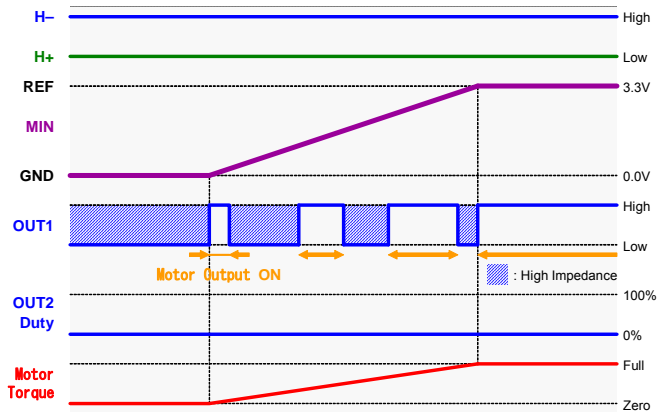 H–
High
H+
Low
REF
3.3V
MIN
GND
0.0V
OUT1
High
Low
Motor Gutput ON
: High Impedance
OUT2
Duty
100%
0%
Motor
Torque
Full
Zero